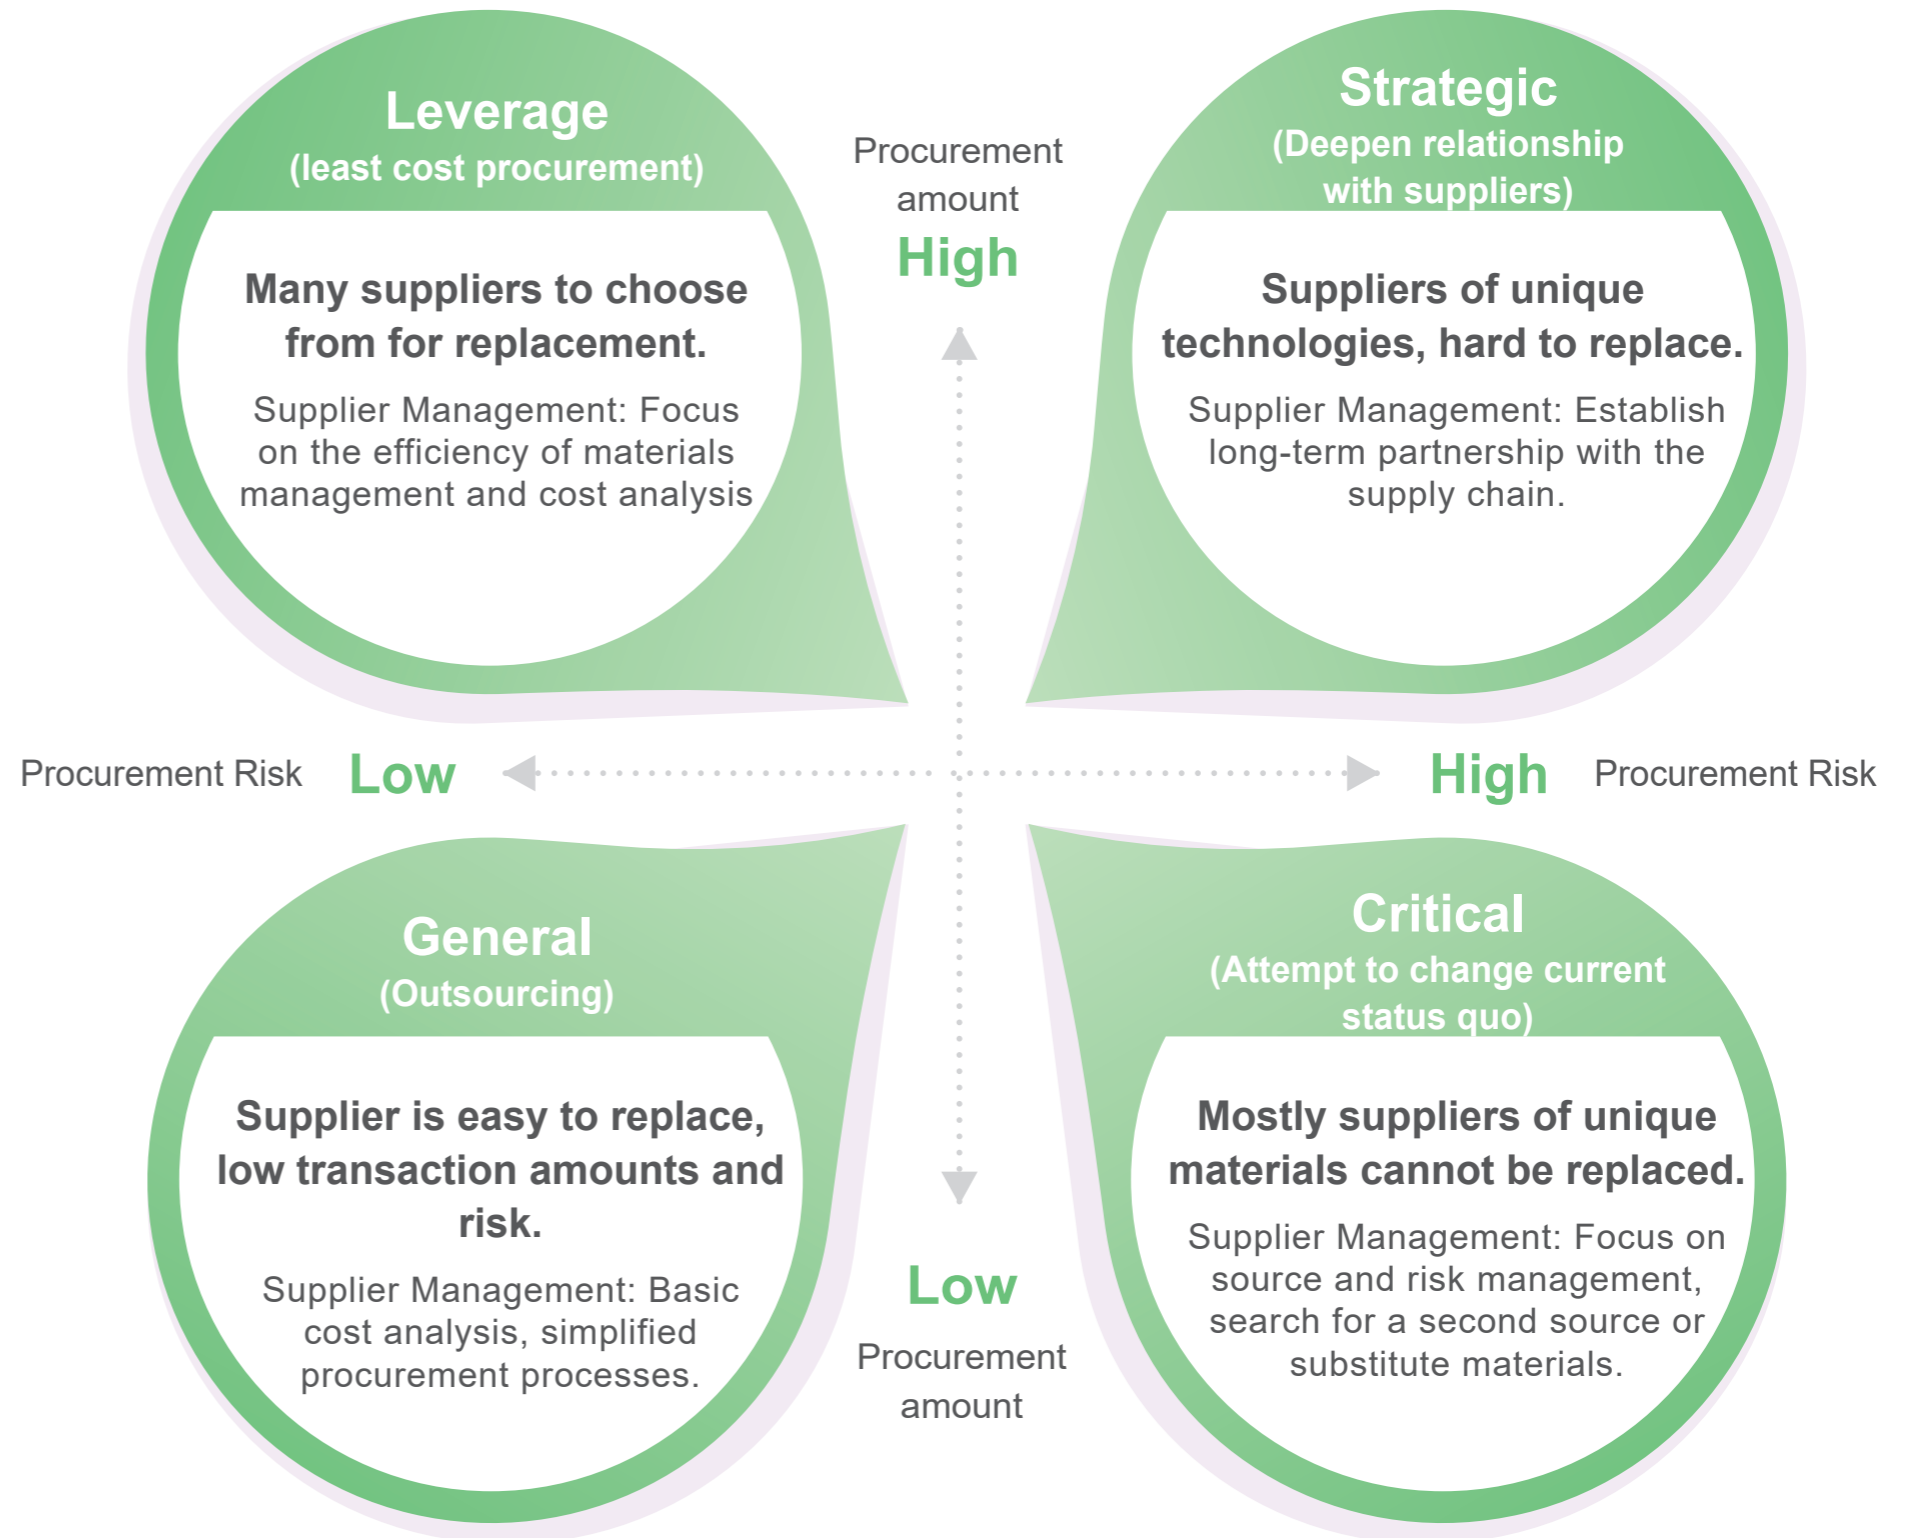 Leverage
(least cost procurement)
Many suppliers to choose
from for replacement.
Supplier Management: Focus
on the efficiency of materials
management and cost analysis
Procurement
amount
High
Strategic
(Deepen relationship
with suppliers)
Suppliers of unique
technologies, hard to replace.
Supplier Management: Establish
long-term partnership with the
supply chain.
Procurement Risk Low
High Procurement Risk
General
(Outsourcing)
Supplier is easy to replace,
low transaction amounts and
risk.
Supplier Management: Basic
cost analysis, simplified
procurement processes.
Low
Procurement
amount
Critical
(Attempt to change current
status quo)
Mostly suppliers of unique
materials cannot be replaced.
Supplier Management: Focus on
source and risk management,
search for a second source or
substitute materials.